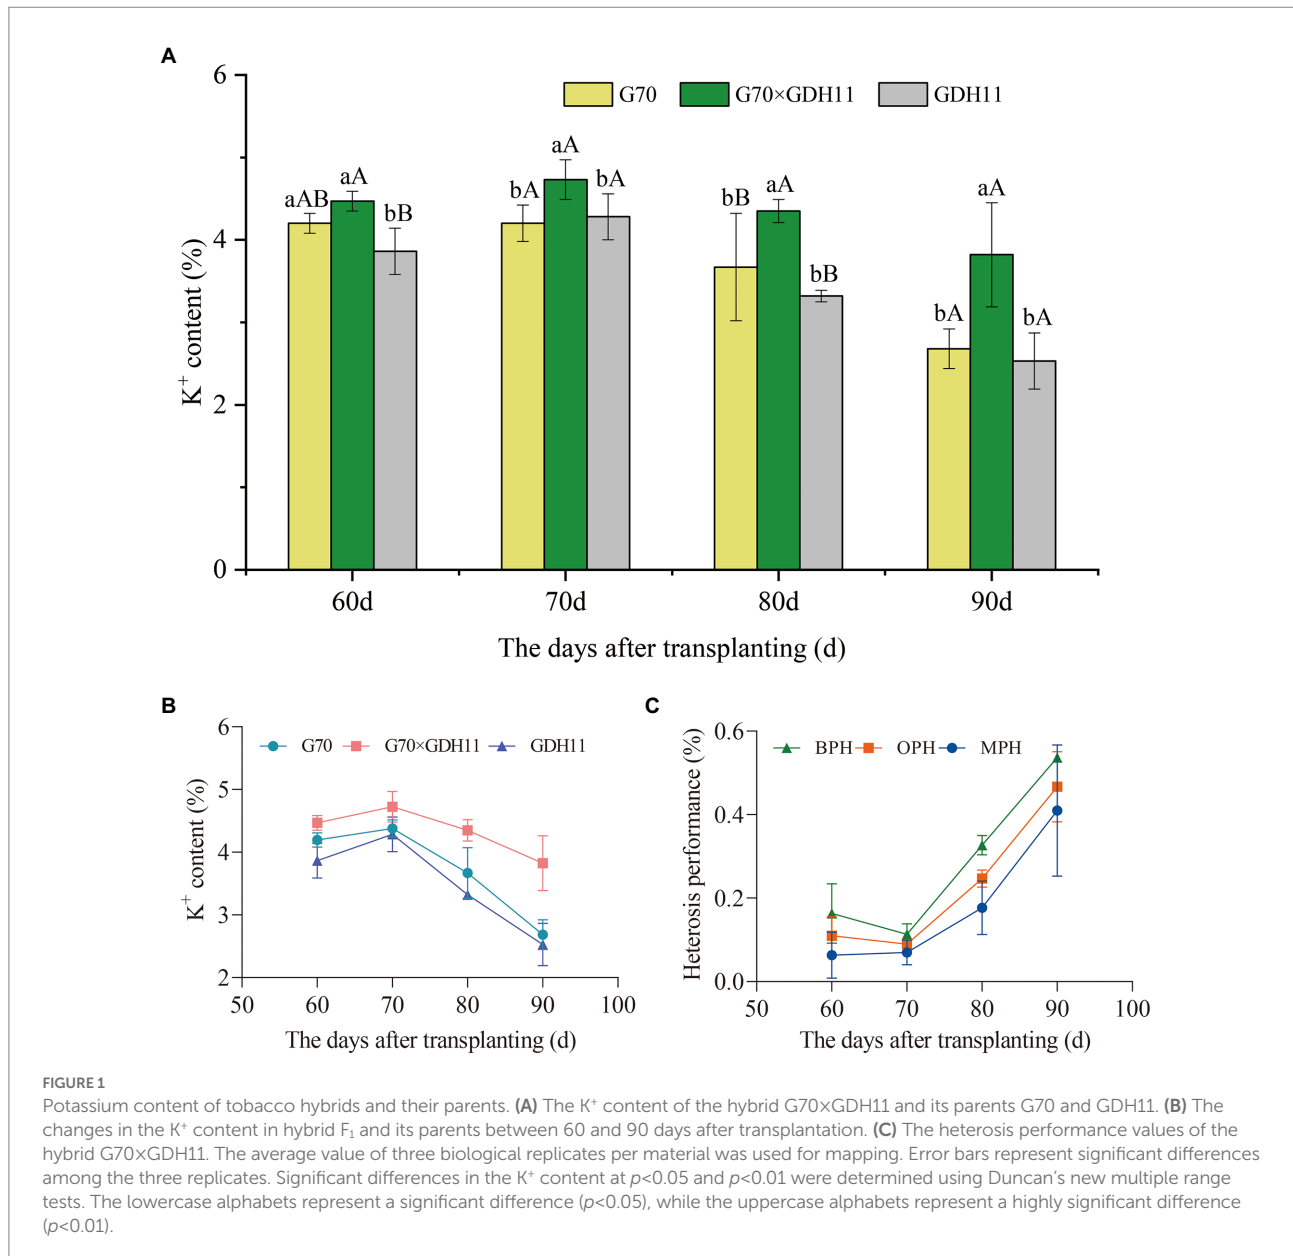 A
6
4
2
0
K+ content (%)
G70
G70×GDH11
GDH11
aAB
aA
bB
bA
aA
bA
bB
aA
bB
bA
aA
bA
60d
70d
80d
90d
The days after transplanting (d)
B
6
5
4
3
2
K+ content (%)
G70
G70×GDH11
GDH11
50
60
70
80
90
100
The days after transplanting (d)
C
0.6
0.4
0.2
0.0
Heterosis performance (%)
BPH
OPH
MPH
50
60
70
80
90
100
The days after transplanting (d)
FIGURE 1
Potassium content of tobacco hybrids and their parents. (A) The K+ content of the hybrid G70×GDH11 and its parents G70 and GDH11. (B) The
changes in the K+ content in hybrid F1 and its parents between 60 and 90 days after transplantation. (C) The heterosis performance values of the
hybrid G70×GDH11. The average value of three biological replicates per material was used for mapping. Error bars represent significant differences
among the three replicates. Significant differences in the K+ content at p<0.05 and p<0.01 were determined using Duncan's new multiple range
tests. The lowercase alphabets represent a significant difference (p<0.05), while the uppercase alphabets represent a highly significant difference
(p<0.01).